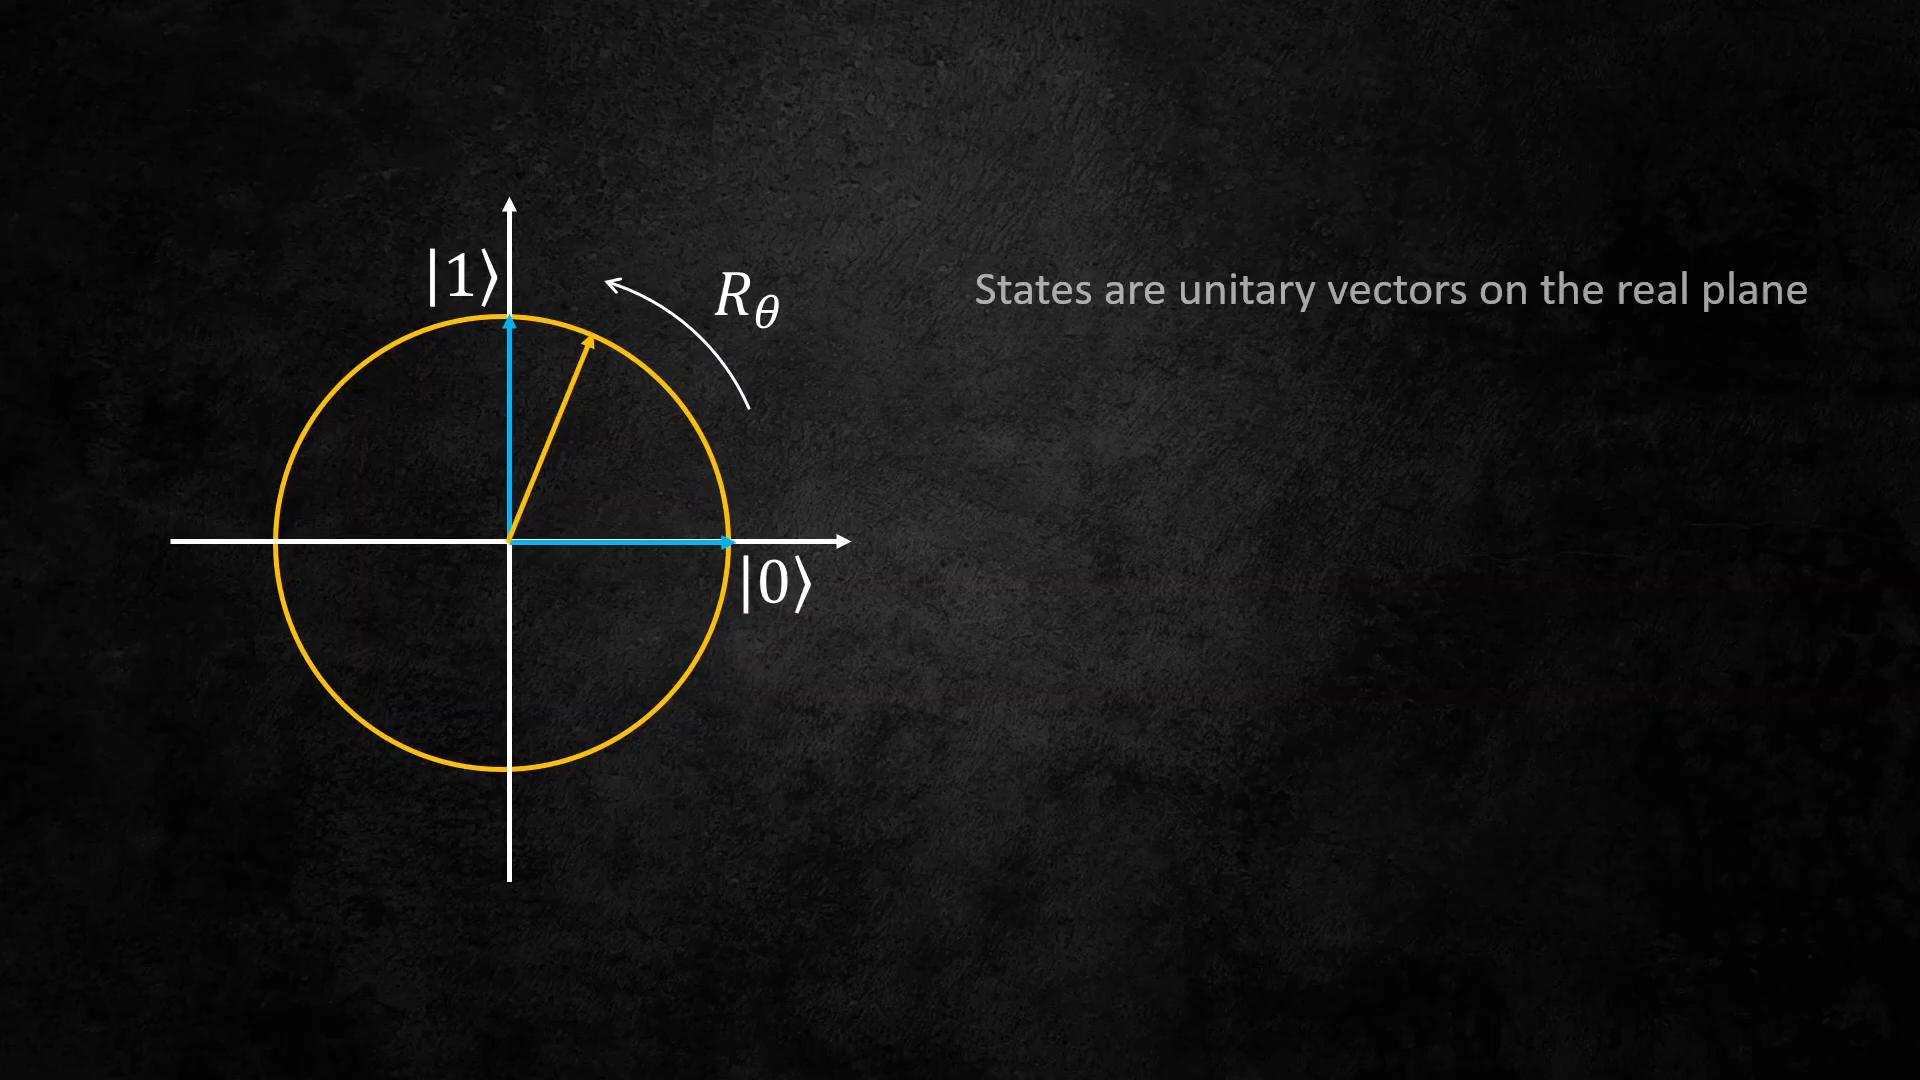 |1⟩
R_θ
States are unitary vectors on the real plane
|0⟩